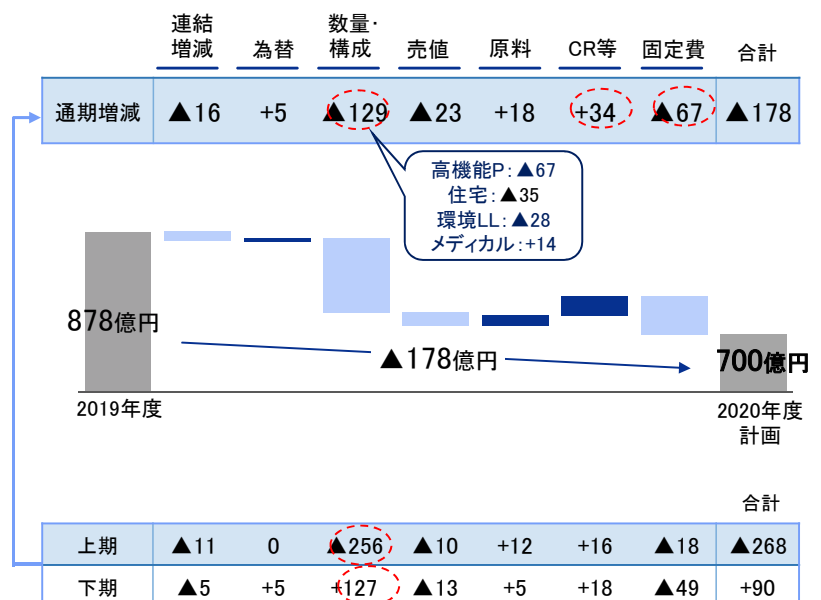 連結増減 為替 数量・構成 売値 原料 CR等 固定費 合計
通期増減 ▲16 +5 ▲129 ▲23 +18 +34 ▲67 ▲178
高機能P：▲67
住宅：▲35
環境LL：▲28
メディカル：+14
878億円
▲178億円
700億円
2019年度
2020年度
計画
合計
上期 ▲11 0 ▲256 ▲10 +12 +16 ▲18 ▲268
下期 ▲5 +5 +127 ▲13 +5 +18 ▲49 +90